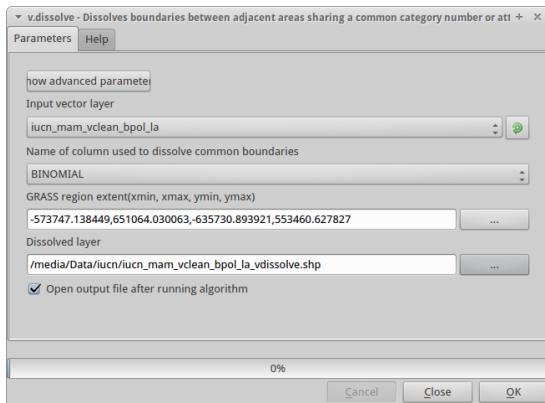 v.dissolve - Dissolves boundaries between adjacent areas sharing a common category number or att
Parameters Help
how advanced paramete
Input vector layer
iucn_mam_vclean_bpol_la
Name of column used to dissolve common boundaries
BINOMIAL
GRASS region extent(xmin, xmax, ymin, ymax)
-573747.138449,651064.030063,-635730.893921,553460.627827 ...
Dissolved layer
/media/Data/iucn/iucn_mam_vclean_bpol_la_vdissolve.shp ...
Open output file after running algorithm
0%
Cancel Close OK